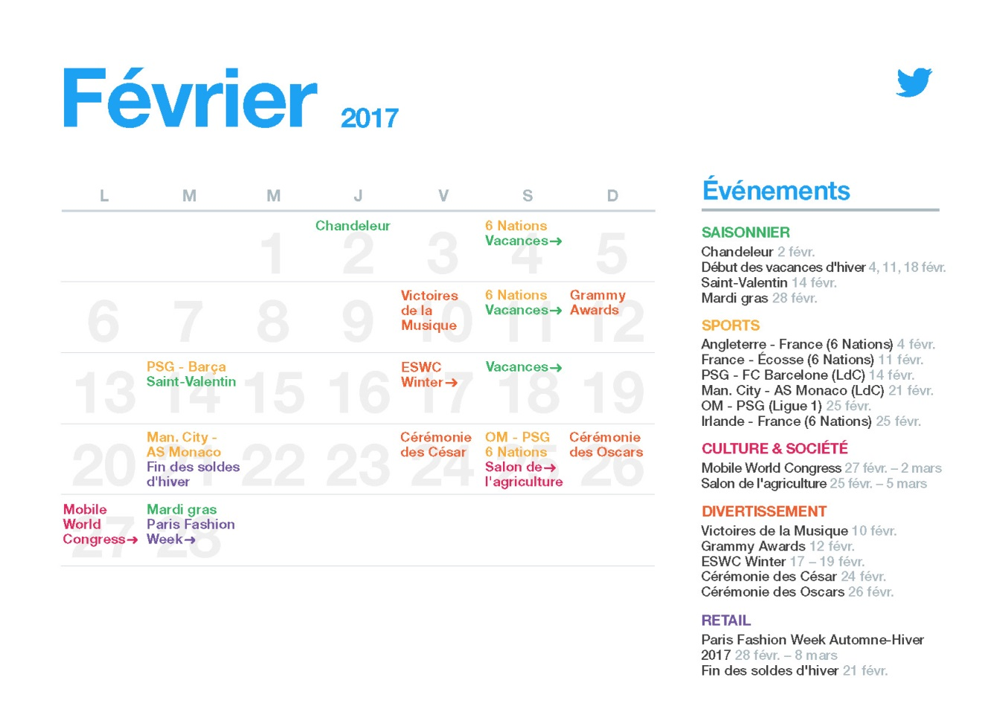 Février 2017
L M M J V S D
Chandeleur
6 Nations
Vacances→
1 2 3 4 5
Victoires
de la
Musique
6 Nations
Vacances→
Grammy
Awards
6 7 8 9 10 11 12
PSG - Barça
Saint-Valentin
ESWC
Winter→
Vacances→
13 14 15 16 17 18 19
Man. City -
AS Monaco
Fin des soldes
d'hiver
Cérémonie
des César
OM - PSG
6 Nations
Salon de→
l'agriculture
Cérémonie
des Oscars
20 21 22 23 24 25 26
Mobile
World
Congress→
Mardi gras
Paris Fashion
Week→
27 28
Événements
SAISONNIER
Chandeleur 2 févr.
Début des vacances d'hiver 4, 11, 18 févr.
Saint-Valentin 14 févr.
Mardi gras 28 févr.
SPORTS
Angleterre - France (6 Nations) 4 févr.
France - Écosse (6 Nations) 11 févr.
PSG - FC Barcelone (LdC) 14 févr.
Man. City - AS Monaco (LdC) 21 févr.
OM - PSG (Ligue 1) 25 févr.
Irlande - France (6 Nations) 25 févr.
CULTURE & SOCIÉTÉ
Mobile World Congress 27 févr. – 2 mars
Salon de l'agriculture 25 févr. – 5 mars
DIVERTISSEMENT
Victoires de la Musique 10 févr.
Grammy Awards 12 févr.
ESWC Winter 17 – 19 févr.
Cérémonie des César 24 févr.
Cérémonie des Oscars 26 févr.
RETAIL
Paris Fashion Week Automne-Hiver
2017 28 févr. – 8 mars
Fin des soldes d'hiver 21 févr.